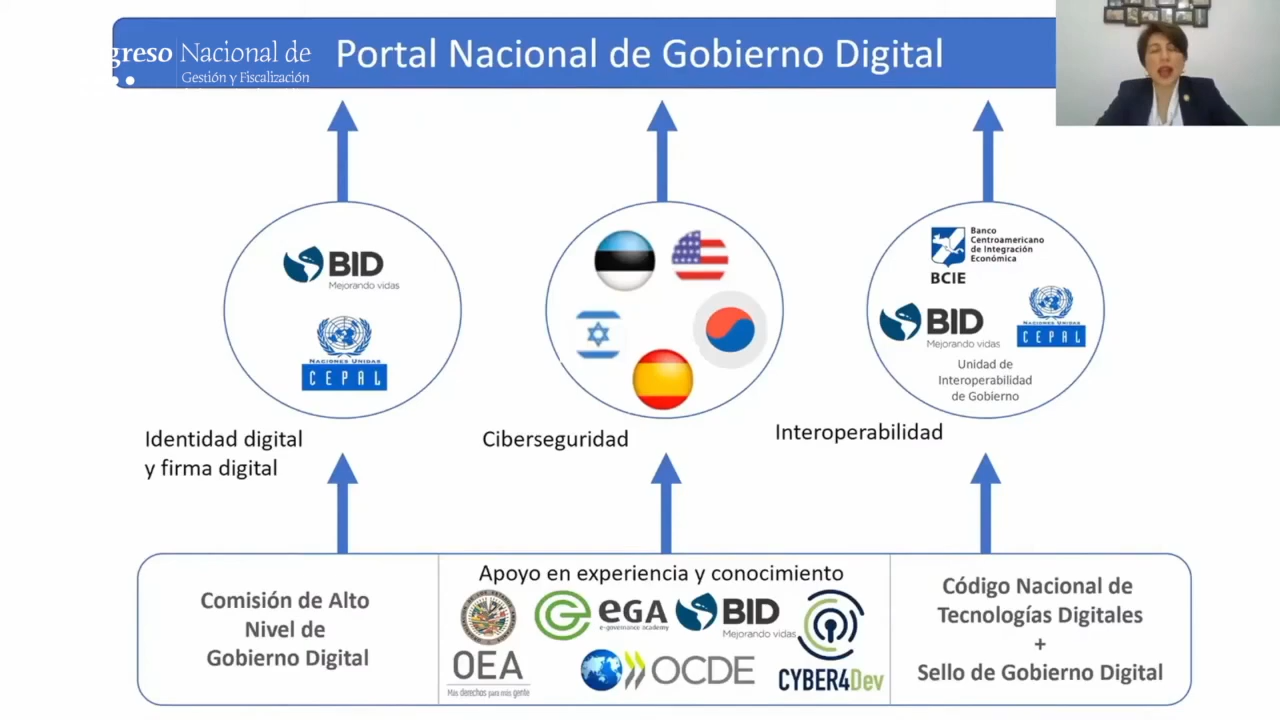 greso Nacional de
Gestión y Fiscalización
Portal Nacional de Gobierno Digital
BID
Mejorando vidas
NACIONES UNIDAS
CEPAL
Identidad digital
y firma digital
Ciberseguridad
Banco
Centroamericano
de Integración
Económica
BCIE
BID
Mejorando vidas
NACIONES UNIDAS
CEPAL
Unidad de
Interoperabilidad
de Gobierno
Interoperabilidad
Comisión de Alto
Nivel de
Gobierno Digital
Apoyo en experiencia y conocimiento
OEA
Más derechos para más gente
eGA
e-governance academy
BID
Mejorando vidas
OCDE
CYBER4Dev
Código Nacional de
Tecnologías Digitales
+
Sello de Gobierno Digital